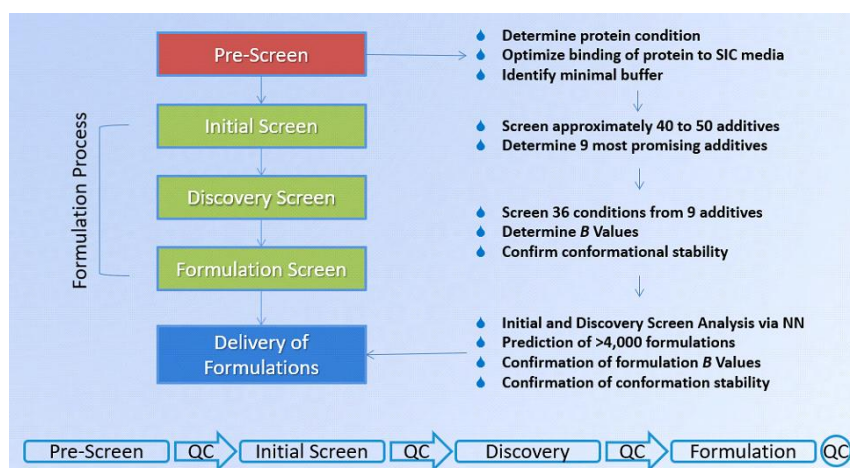 Pre-Screen
Determine protein condition
Optimize binding of protein to SIC media
Identify minimal buffer
Formulation Process
Initial Screen
Screen approximately 40 to 50 additives
Determine 9 most promising additives
Discovery Screen
Screen 36 conditions from 9 additives
Determine B Values
Confirm conformational stability
Formulation Screen
Delivery of
Formulations
Initial and Discovery Screen Analysis via NN
Prediction of >4,000 formulations
Confirmation of formulation B Values
Confirmation of conformation stability
Pre-Screen QC Initial Screen QC Discovery QC Formulation QC